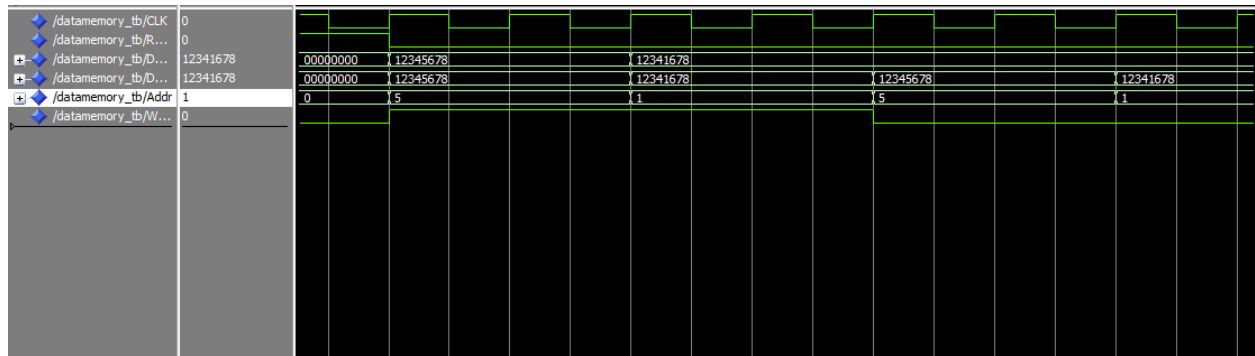 /datamemory_tb/CLK 0
/datamemory_tb/R... 0
/datamemory_tb/D... 12341678 00000000 12345678 12341678
/datamemory_tb/D... 12341678 00000000 12345678 12341678 12345678 12341678
/datamemory_tb/Addr 1 0 5 1 5 1
/datamemory_tb/W... 0